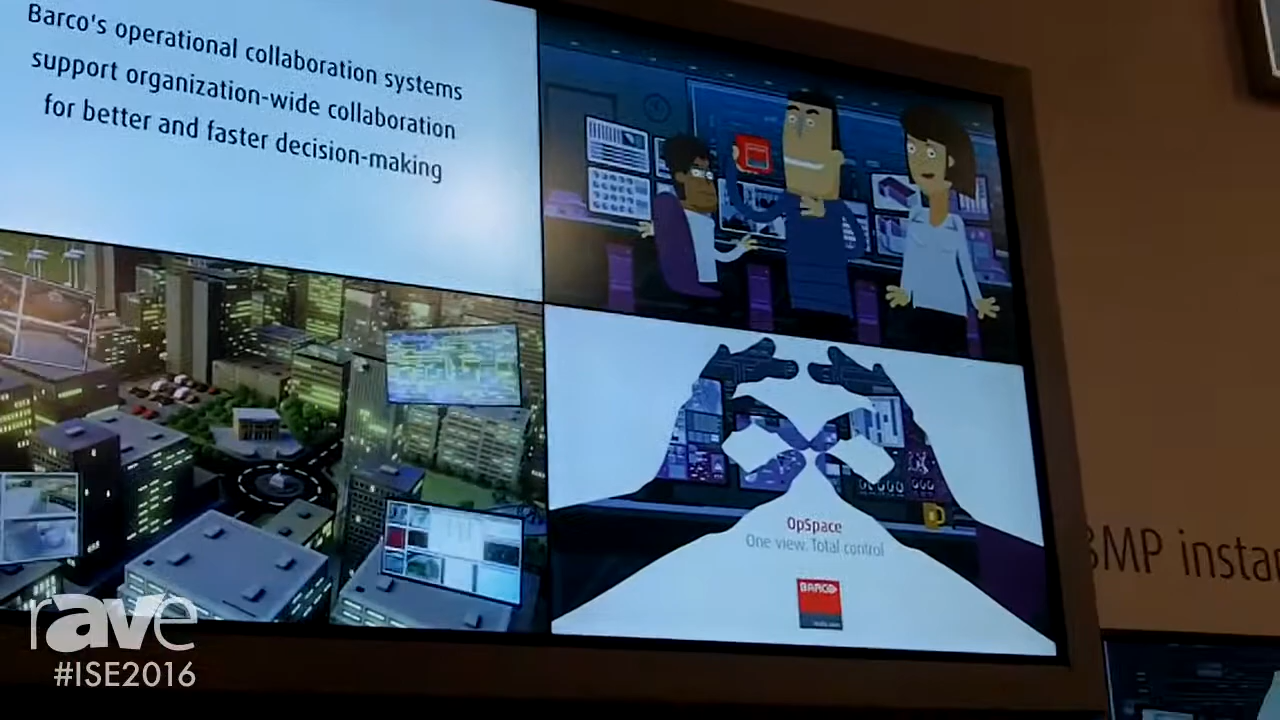 Barco's operational collaboration systems
support organization-wide collaboration
for better and faster decision-making
OpSpace
One view. Total control
BARCO
BMP insta
rave
#ISE2016